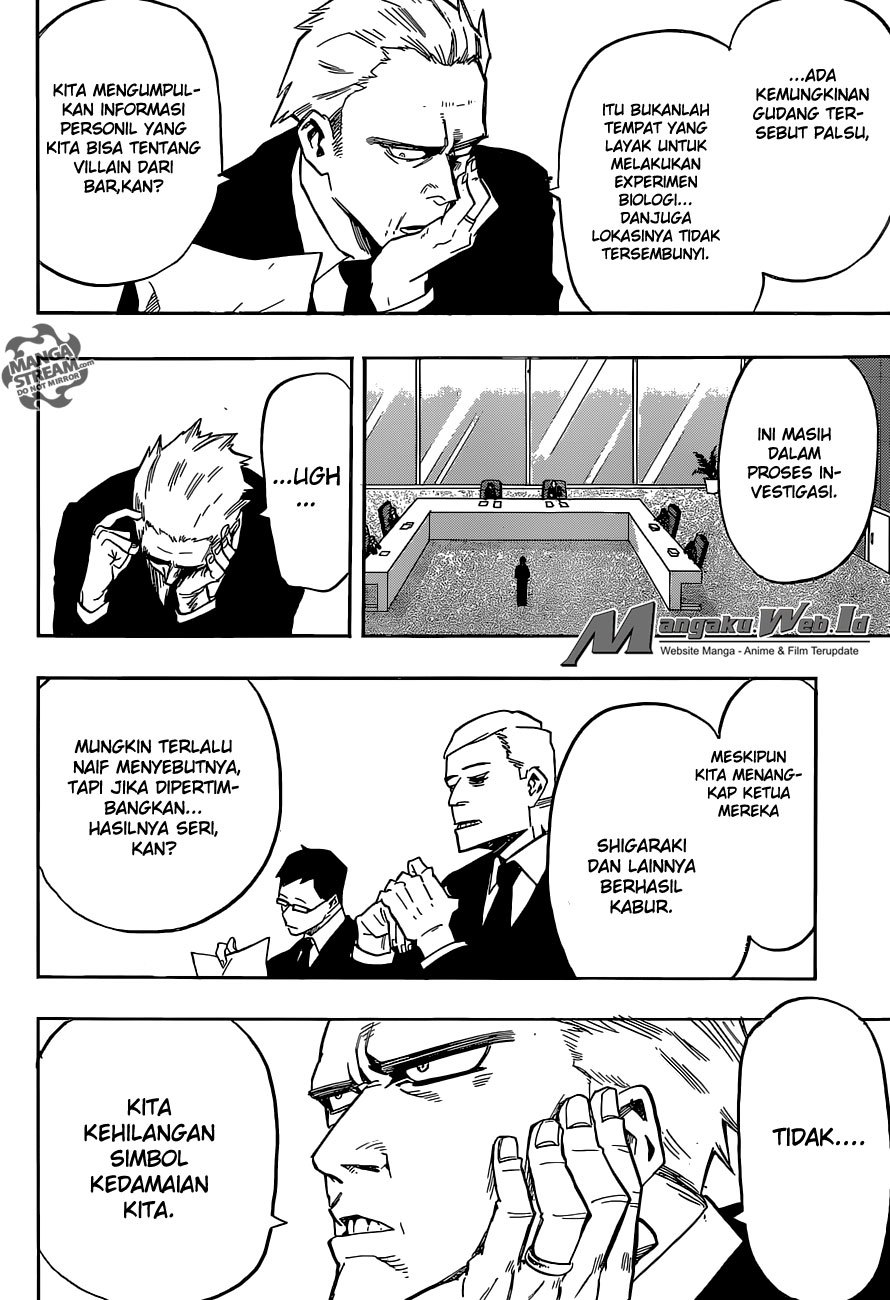 ...ADA
KEMUNGKINAN
GUDANG TER-
SEBUT PALSU,
ITU BUKANLAH
TEMPAT YANG
LAYAK UNTUK
MELAKUKAN
EXPERIMEN
BIOLOGI...
DANJUGA
LOKASINYA TIDAK
TERSEMBUNYI.
KITA MENGUMPUL-
KAN INFORMASI
PERSONIL YANG
KITA BISA TENTANG
VILLAIN DARI
BAR,KAN?
INI MASIH
DALAM
PROSES IN-
VESTIGASI.
...UGH
...
MANGA
STREAM.com
DO NOT MIRROR
Mangaku.Web.Id
Website Manga - Anime & Film Terupdate
MESKIPUN
KITA MENANG-
KAP KETUA
MEREKA
SHIGARAKI
DAN LAINNYA
BERHASIL
KABUR.
MUNGKIN TERLALU
NAIF MENYEBUTNYA,
TAPI JIKA DIPERTIM-
BANGKAN...
HASILNYA SERI,
KAN?
TIDAK....
KITA
KEHILANGAN
SIMBOL
KEDAMAIAN
KITA.